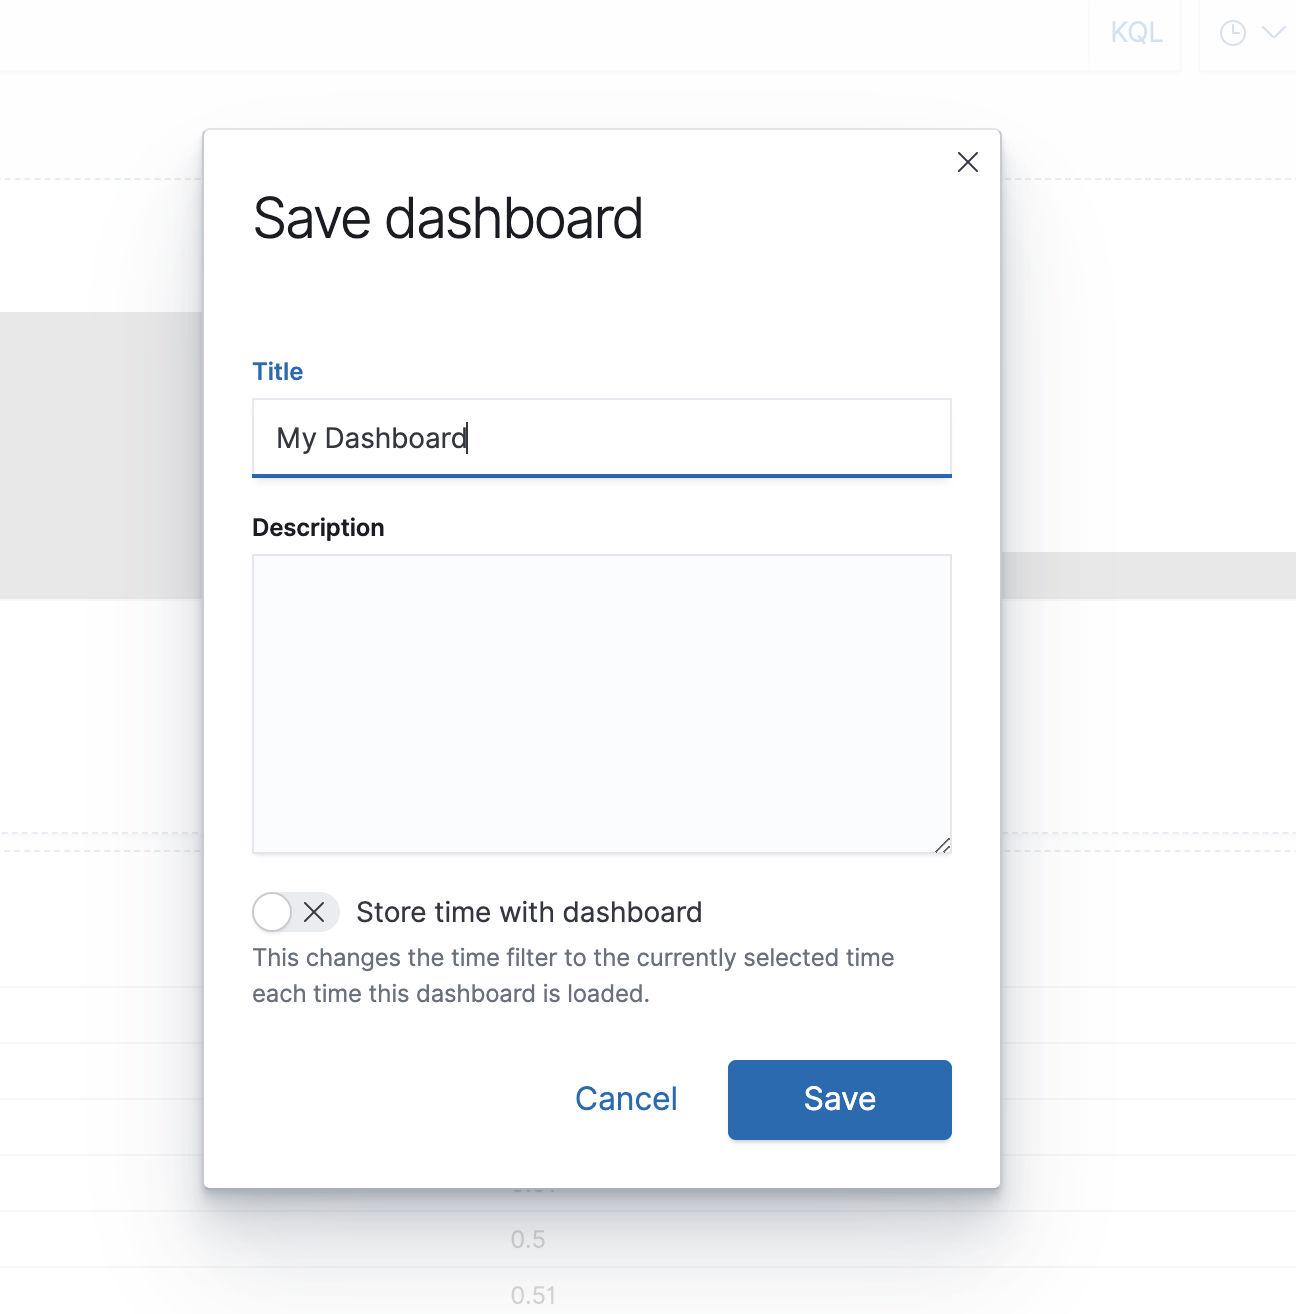 KQL
Save dashboard
Title
My Dashboard
Description
Store time with dashboard
This changes the time filter to the currently selected time
each time this dashboard is loaded.
Cancel
Save
0.5
0.51